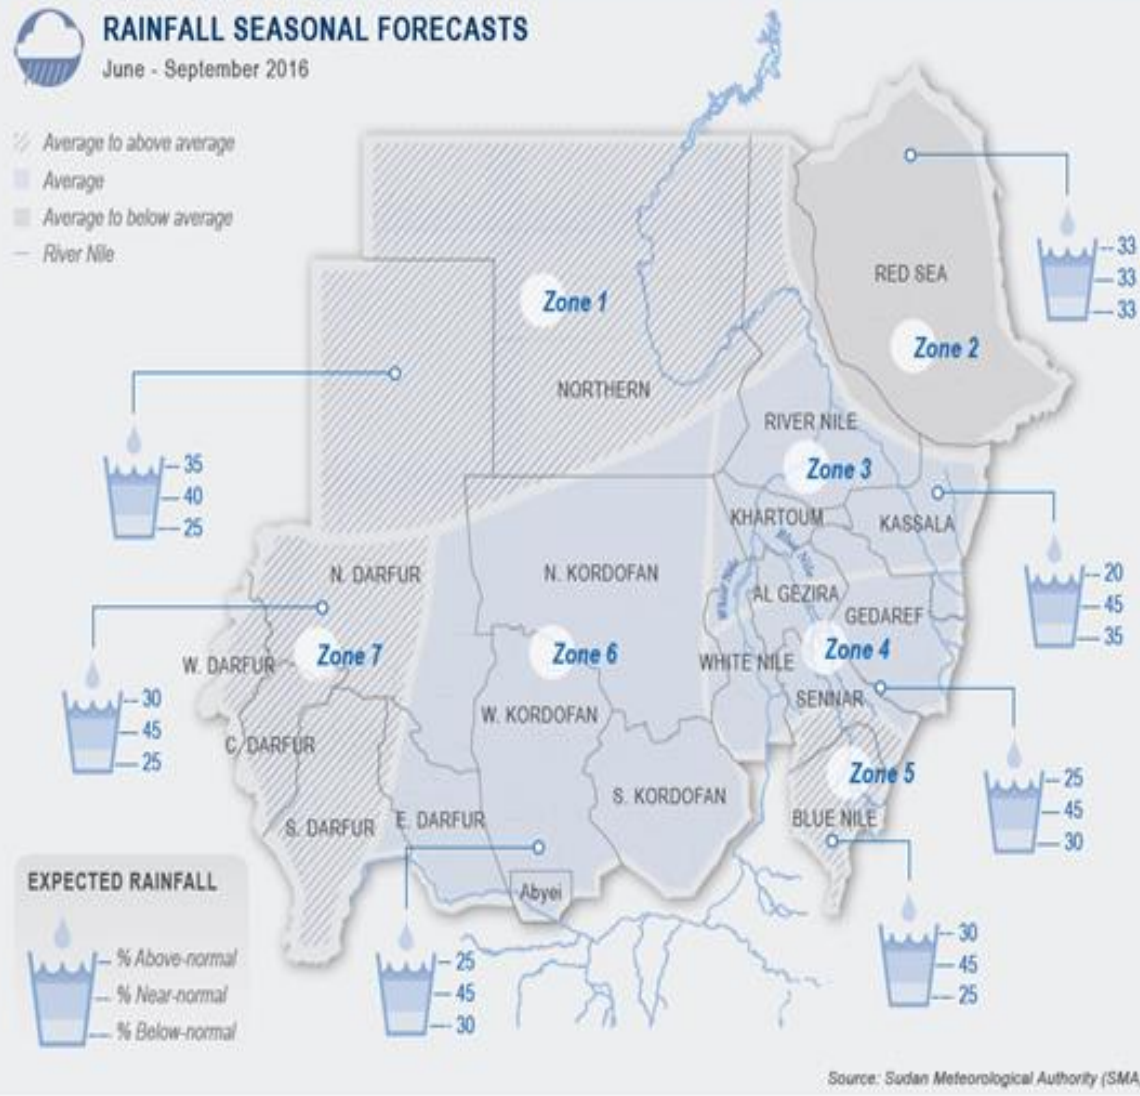 RAINFALL SEASONAL FORECASTS
June - September 2016
Average to above average
Average
Average to below average
River Nile
RED SEA
33
33
33
Zone 1
Zone 2
NORTHERN
35
40
25
RIVER NILE
Zone 3
KHARTOUM
KASSALA
Blue Nile
White Nile
20
45
35
N. DARFUR
N. KORDOFAN
AL GEZIRA
GEDAREF
W. DARFUR
Zone 7
Zone 6
WHITE NILE
Zone 4
SENNAR
30
45
25
C. DARFUR
W. KORDOFAN
Zone 5
25
45
30
S. DARFUR
E. DARFUR
S. KORDOFAN
BLUE NILE
Abyei
EXPECTED RAINFALL
% Above-normal
% Near-normal
% Below-normal
25
45
30
30
45
25
Source: Sudan Meteorological Authority (SMA